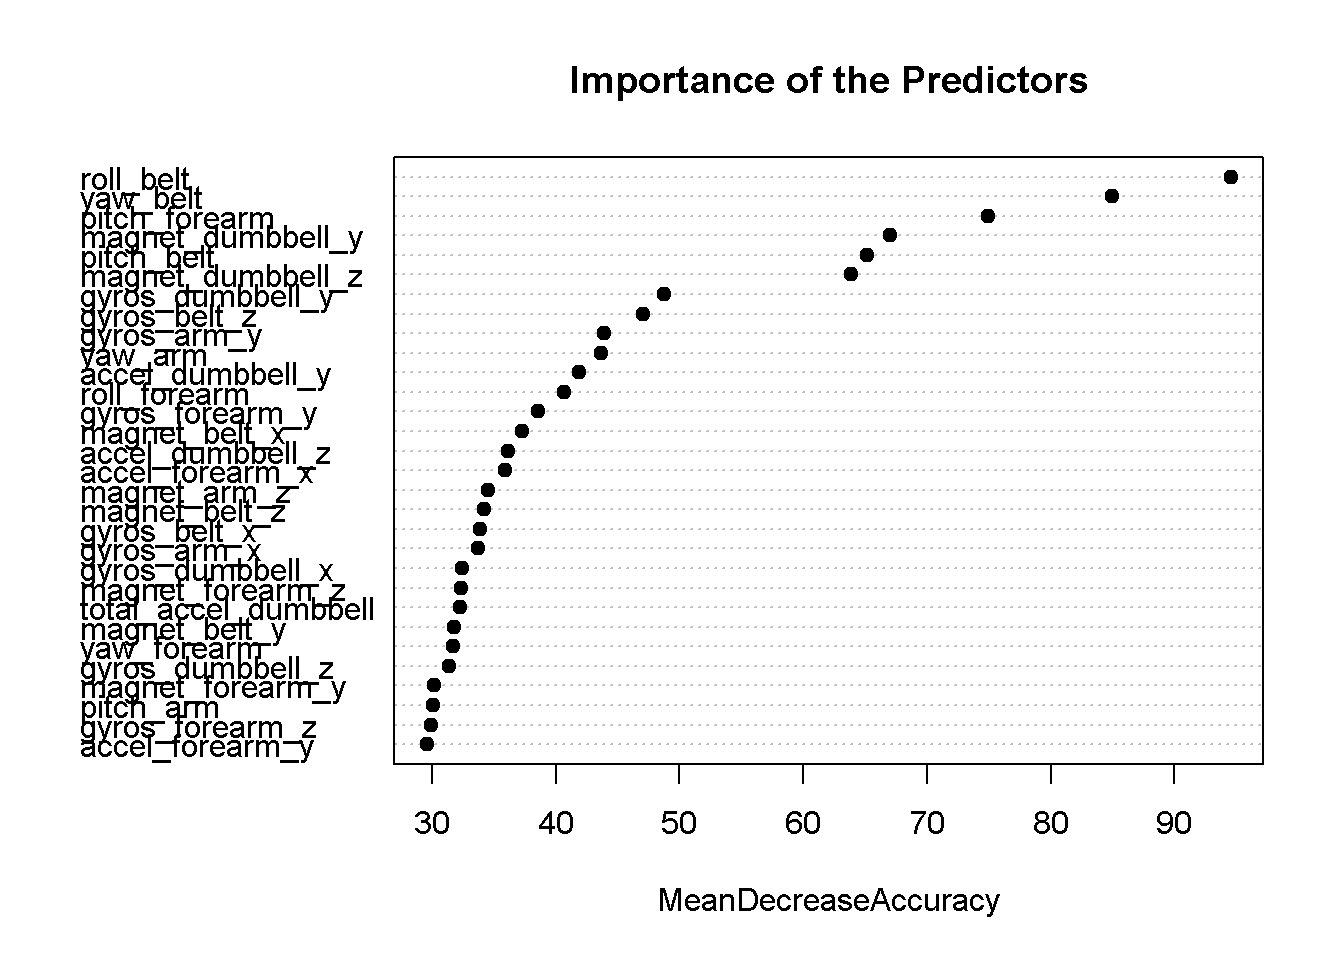 Importance of the Predictors
roll_belt
yaw_belt
pitch_forearm
magnet_dumbbell_y
pitch_belt
magnet_dumbbell_z
gyros_dumbbell_y
gyros_belt_z
gyros_arm_y
yaw_arm
accel_dumbbell_y
roll_forearm
gyros_forearm_y
magnet_belt_x
accel_dumbbell_z
accel_forearm_x
magnet_arm_z
magnet_belt_z
gyros_belt_x
gyros_arm_x
gyros_dumbbell_x
magnet_forearm_z
total_accel_dumbbell
magnet_belt_y
yaw_forearm
gyros_dumbbell_z
magnet_forearm_y
pitch_arm
gyros_forearm_z
accel_forearm_y
30 40 50 60 70 80 90
MeanDecreaseAccuracy